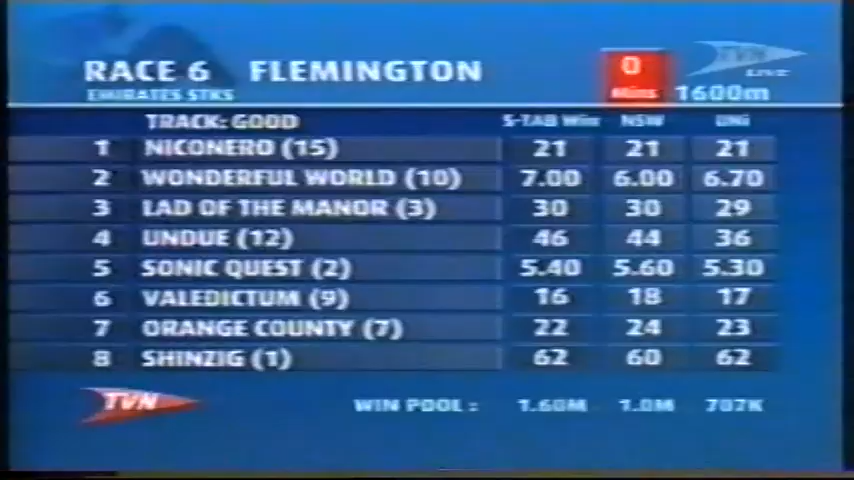 RACE 6 FLEMINGTON 0 TVN
EMIRATES STKS Mins 1600m LIVE
TRACK: GOOD S-TAB Win NSW UNi
1 NICONERO (15) 21 21 21
2 WONDERFUL WORLD (10) 7.00 6.00 6.70
3 LAD OF THE MANOR (3) 30 30 29
4 UNDUE (12) 46 44 36
5 SONIC QUEST (2) 5.40 5.60 5.30
6 VALEDICTUM (9) 16 18 17
7 ORANGE COUNTY (7) 22 24 23
8 SHINZIG (1) 62 60 62
TVN WIN POOL : 1.60M 1.0M 707K